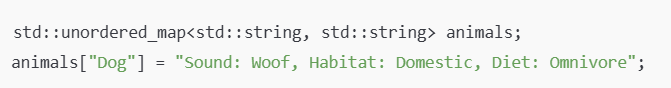 std::unordered_map<std::string, std::string> animals;
animals["Dog"] = "Sound: Woof, Habitat: Domestic, Diet: Omnivore";